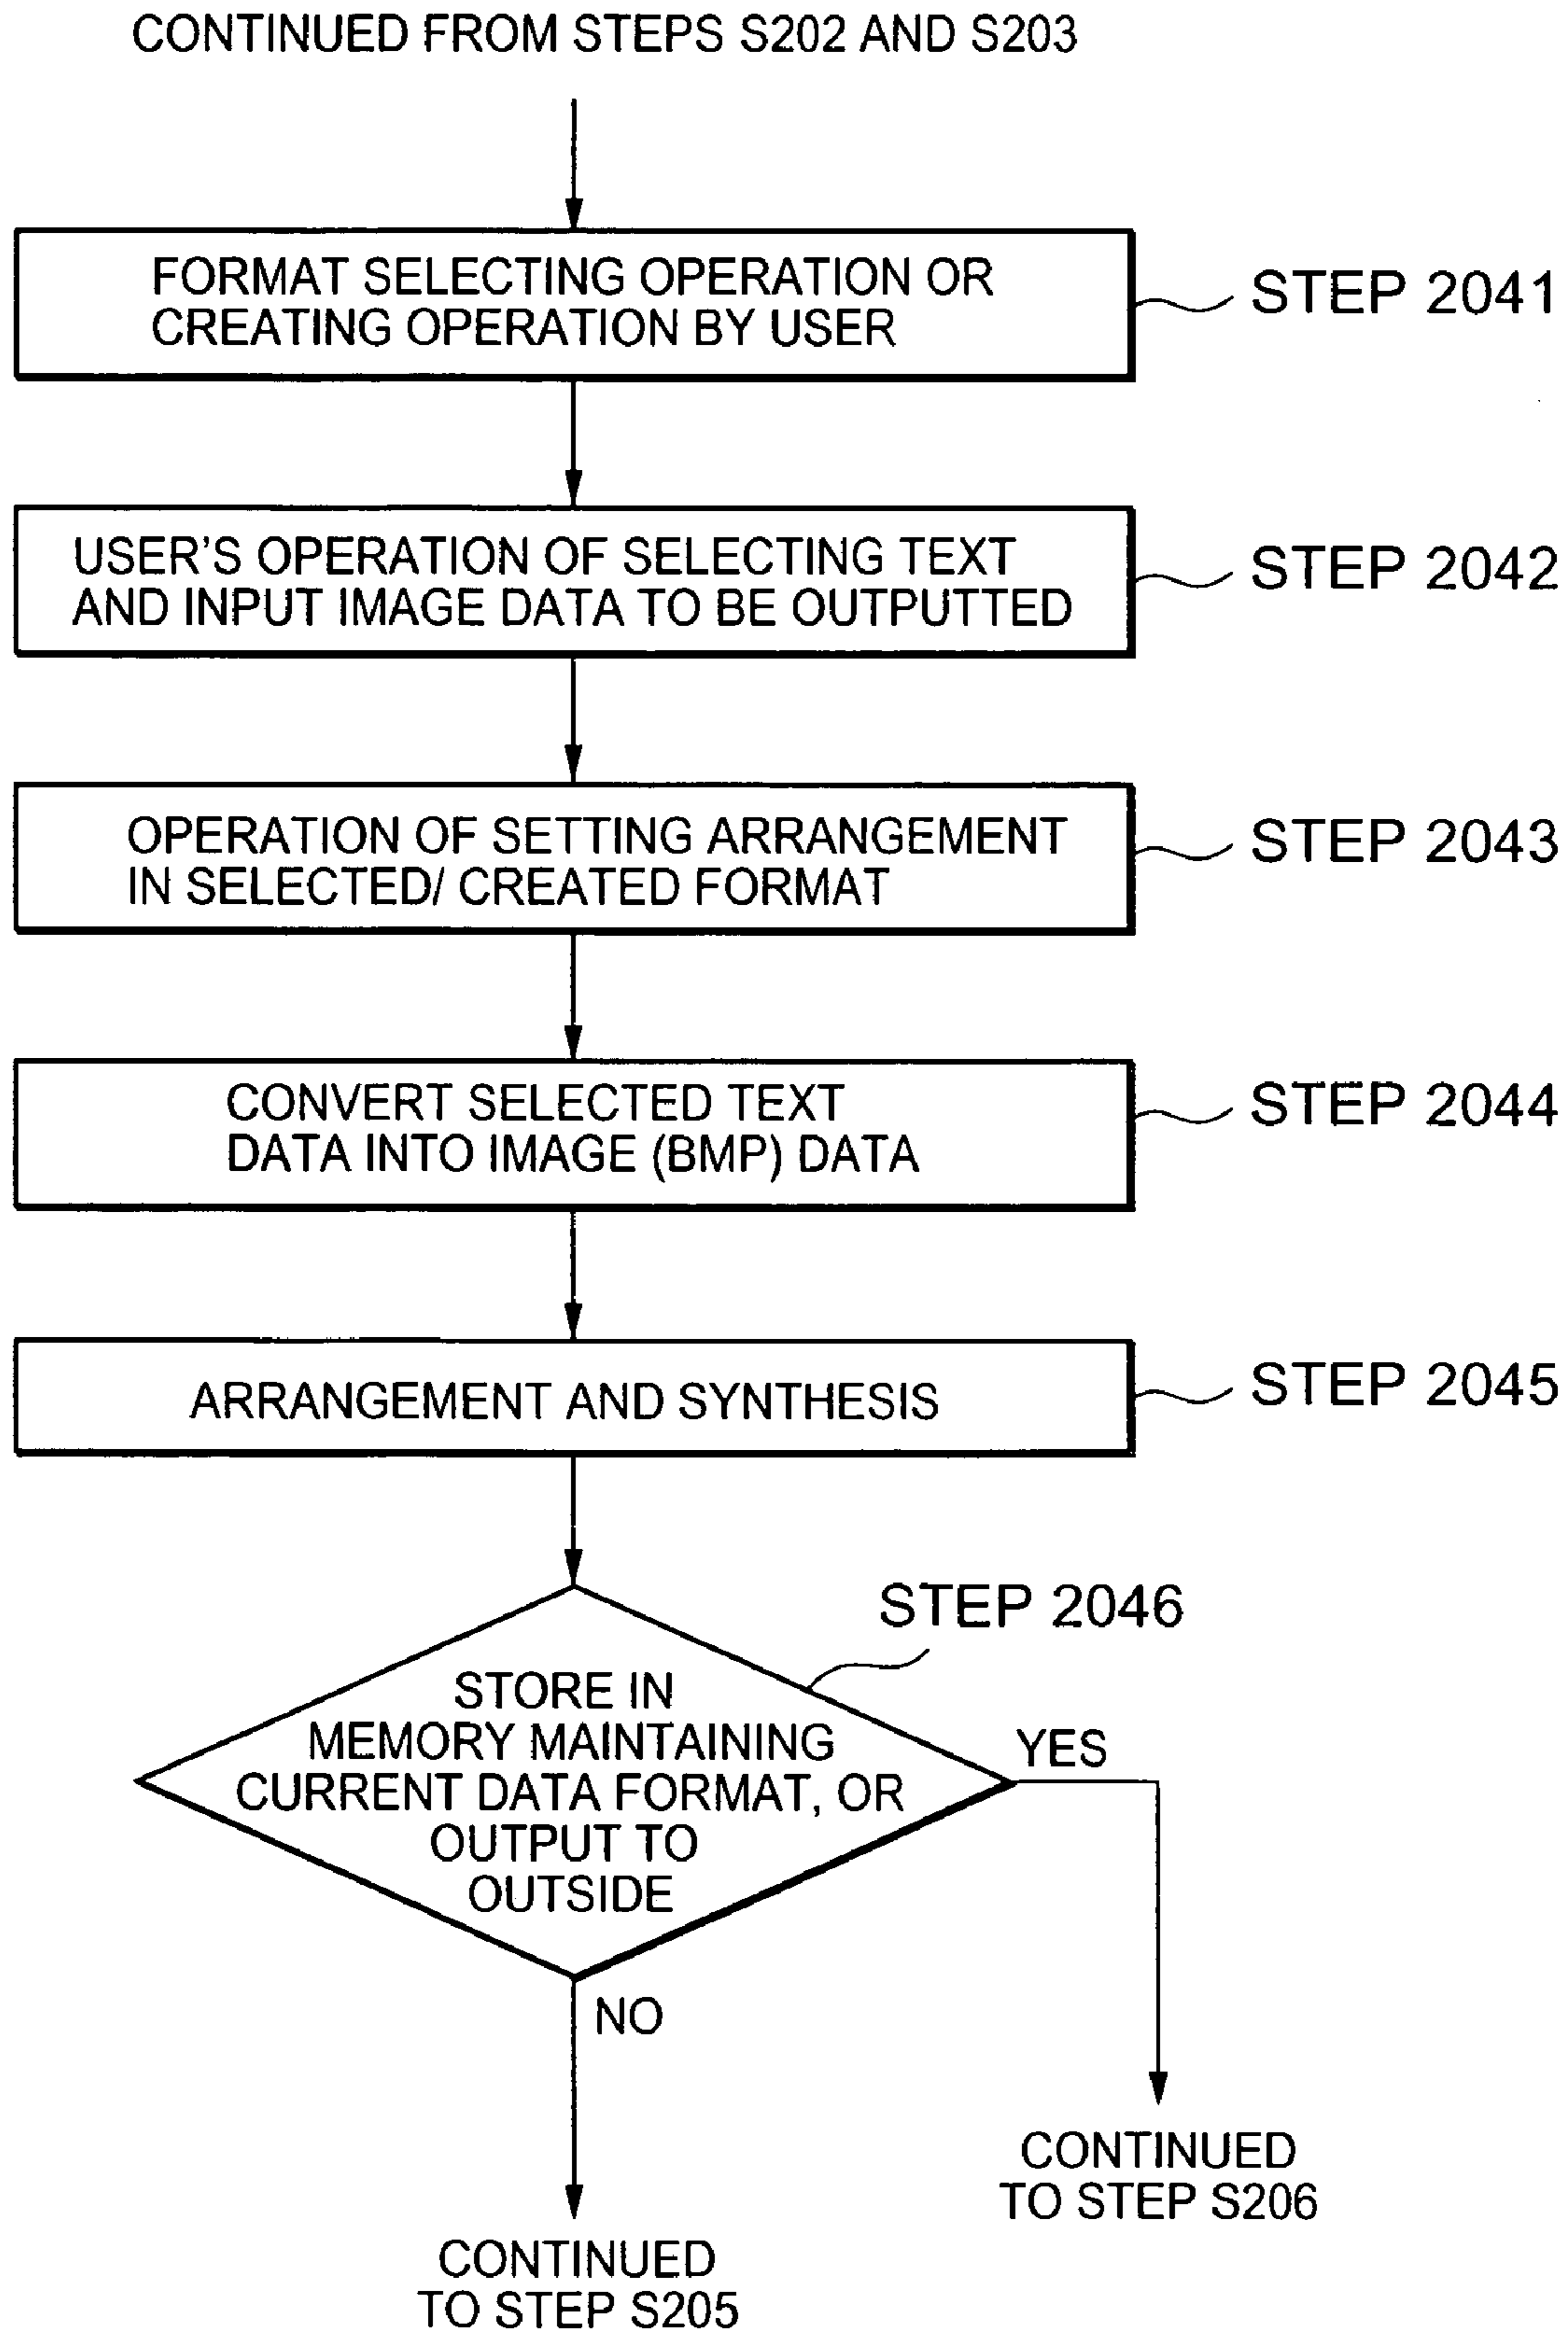 CONTINUED FROM STEPS S202 AND S203
FORMAT SELECTING OPERATION OR
CREATING OPERATION BY USER
STEP 2041
USER'S OPERATION OF SELECTING TEXT
AND INPUT IMAGE DATA TO BE OUTPUTTED
STEP 2042
OPERATION OF SETTING ARRANGEMENT
IN SELECTED/ CREATED FORMAT
STEP 2043
CONVERT SELECTED TEXT
DATA INTO IMAGE (BMP) DATA
STEP 2044
ARRANGEMENT AND SYNTHESIS
STEP 2045
STEP 2046
STORE IN
MEMORY MAINTAINING
CURRENT DATA FORMAT, OR
OUTPUT TO
OUTSIDE
YES
NO
CONTINUED
TO STEP S206
CONTINUED
TO STEP S205